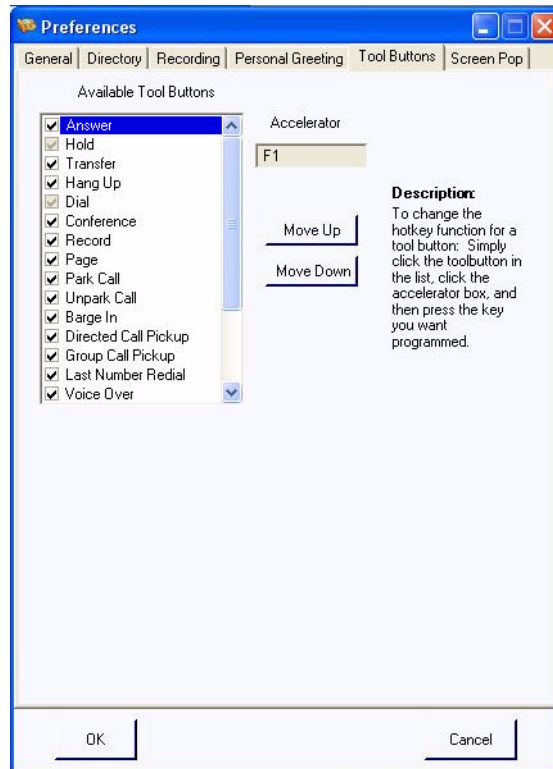 Preferences
General Directory Recording Personal Greeting Tool Buttons Screen Pop
Available Tool Buttons
Answer
Hold
Transfer
Hang Up
Dial
Conference
Record
Page
Park Call
Unpark Call
Barge In
Directed Call Pickup
Group Call Pickup
Last Number Redial
Voice Over
Accelerator
F1
Move Up
Move Down
Description:
To change the
hotkey function for a
tool button: Simply
click the toolbutton in
the list, click the
accelerator box, and
then press the key
you want
programmed.
OK
Cancel